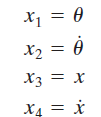 x₁ = θ
x₂ = θ̇
x₃ = x
x₄ = ẋ